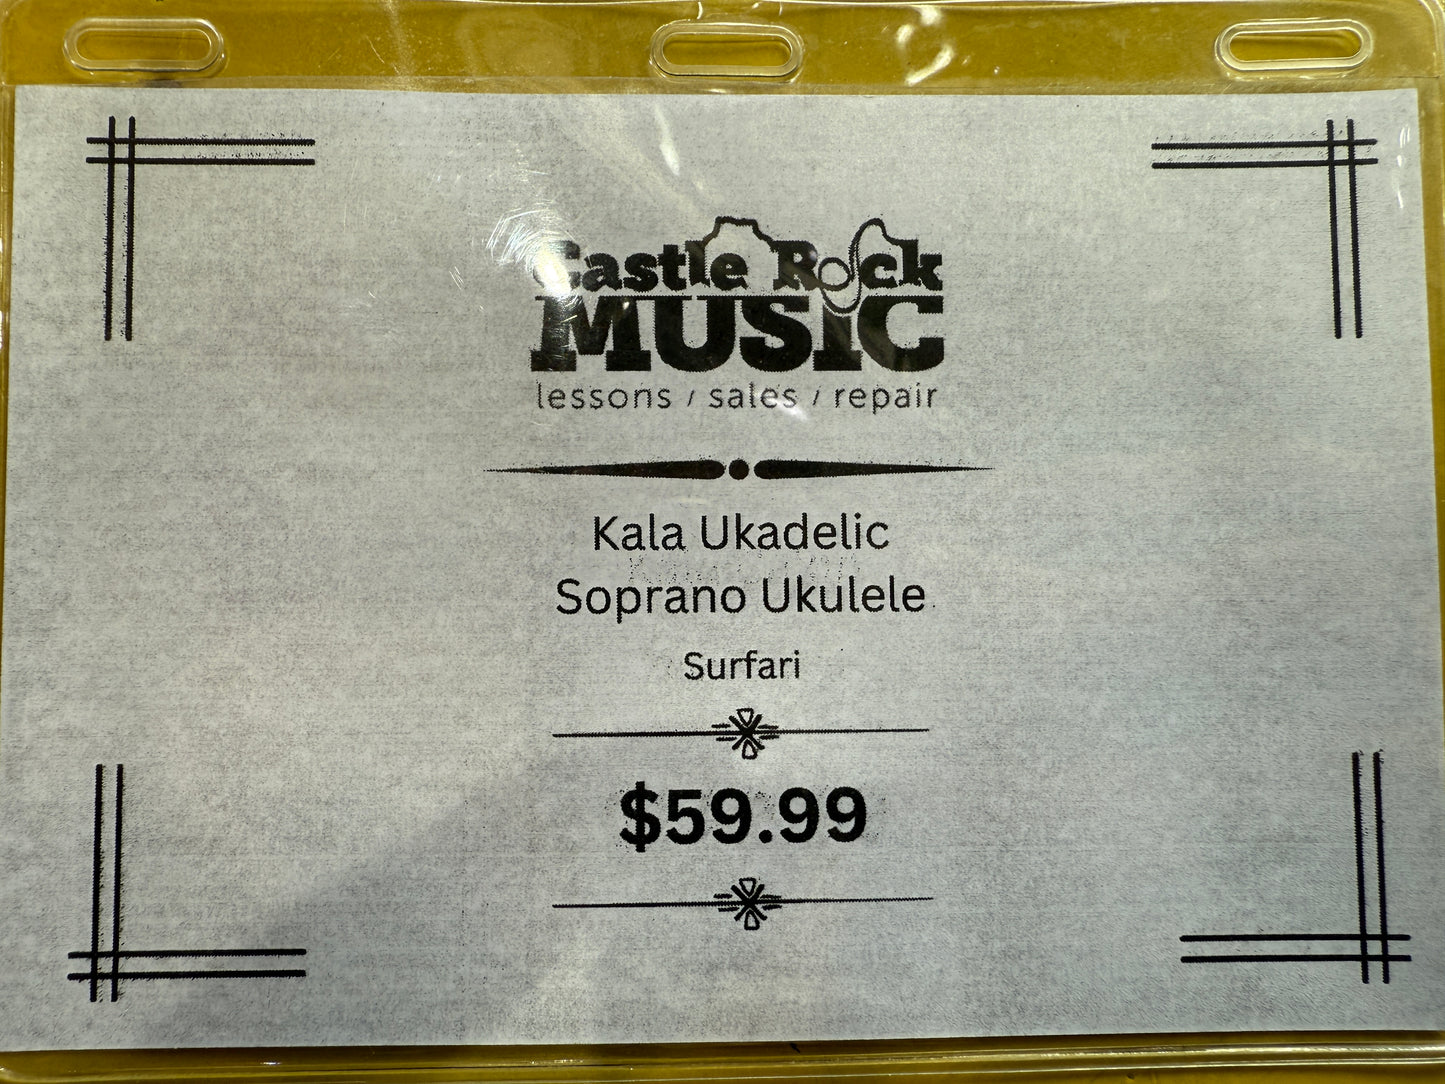 Castle Rock
MUSIC
lessons / sales / repair
Kala Ukadelic
Soprano Ukulele
Surfari
$59.99